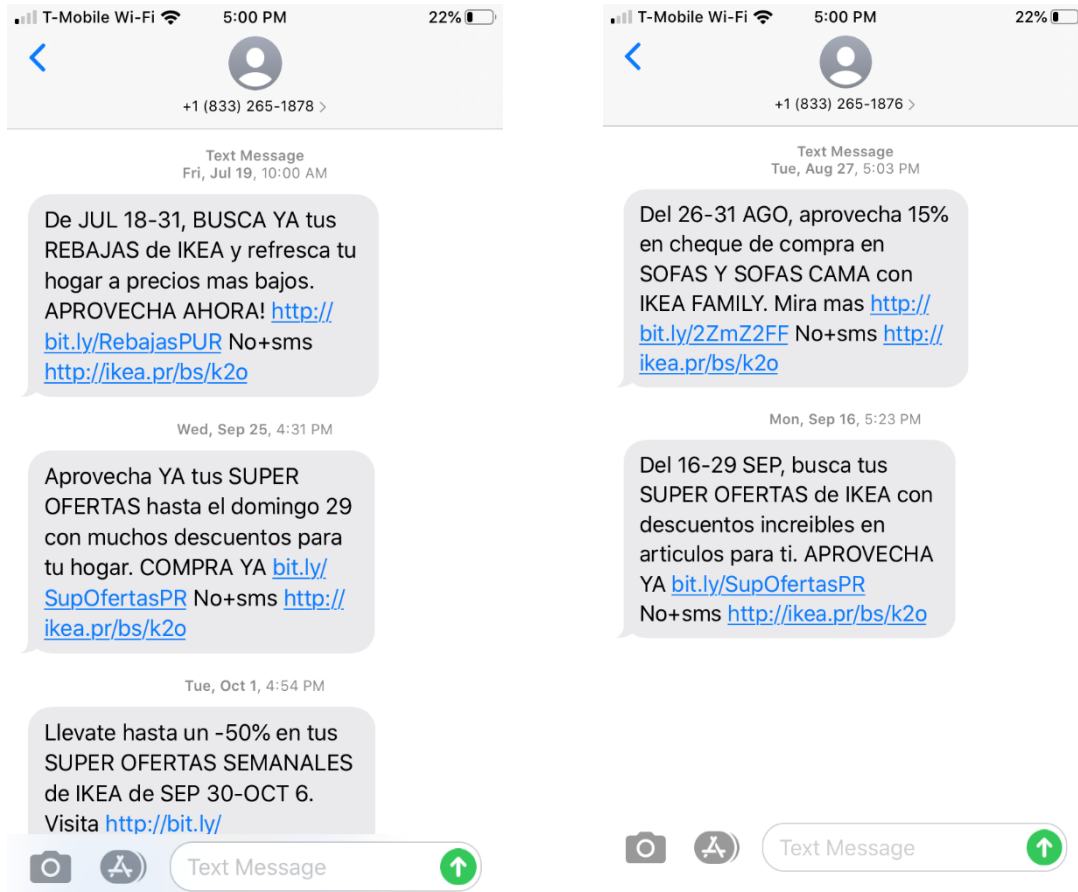 T-Mobile Wi-Fi 5:00 PM 22%
+1 (833) 265-1878 >
Text Message
Fri, Jul 19, 10:00 AM
De JUL 18-31, BUSCA YA tus
REBAJAS de IKEA y refresca tu
hogar a precios mas bajos.
APROVECHA AHORA! http://
bit.ly/RebajasPUR No+sms
http://ikea.pr/bs/k2o
Wed, Sep 25, 4:31 PM
Aprovecha YA tus SUPER
OFERTAS hasta el domingo 29
con muchos descuentos para
tu hogar. COMPRA YA bit.ly/
SupOfertasPR No+sms http://
ikea.pr/bs/k2o
Tue, Oct 1, 4:54 PM
Llevate hasta un -50% en tus
SUPER OFERTAS SEMANALES
de IKEA de SEP 30-OCT 6.
Visita http://bit.ly/
Text Message
T-Mobile Wi-Fi 5:00 PM 22%
+1 (833) 265-1876 >
Text Message
Tue, Aug 27, 5:03 PM
Del 26-31 AGO, aprovecha 15%
en cheque de compra en
SOFAS Y SOFAS CAMA con
IKEA FAMILY. Mira mas http://
bit.ly/2ZmZ2FF No+sms http://
ikea.pr/bs/k2o
Mon, Sep 16, 5:23 PM
Del 16-29 SEP, busca tus
SUPER OFERTAS de IKEA con
descuentos increibles en
articulos para ti. APROVECHA
YA bit.ly/SupOfertasPR
No+sms http://ikea.pr/bs/k2o
Text Message